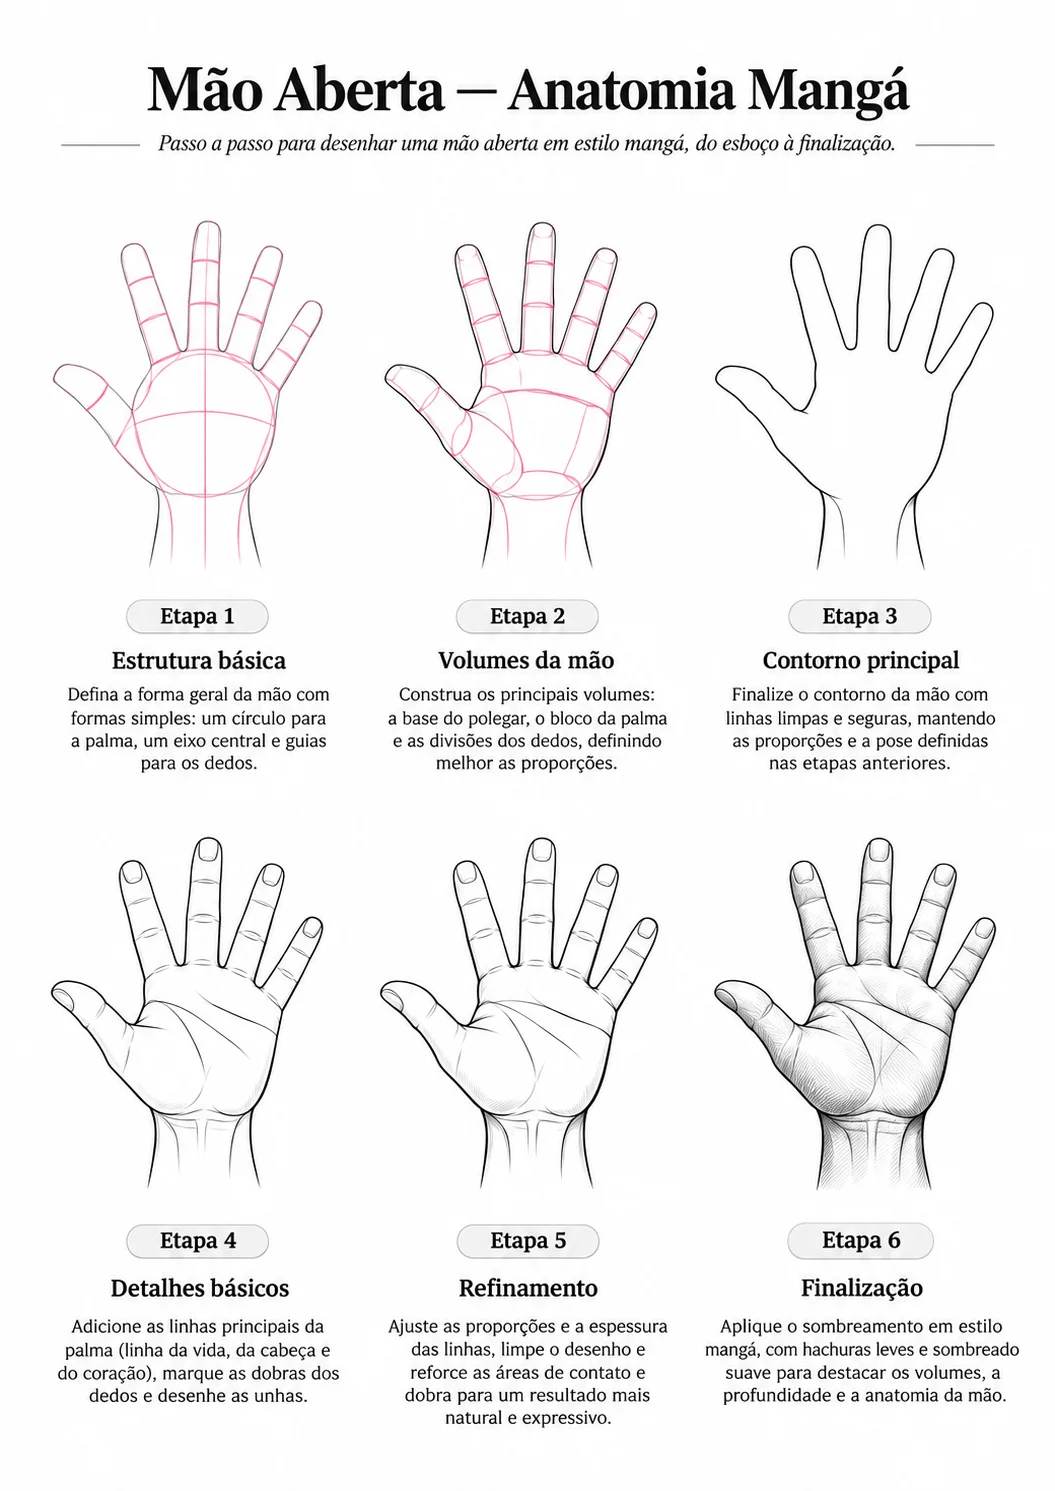 Mão Aberta — Anatomia Mangá
Passo a passo para desenhar uma mão aberta em estilo mangá, do esboço à finalização.
Etapa 1
Estrutura básica
Defina a forma geral da mão com
formas simples: um círculo para
a palma, um eixo central e guias
para os dedos.
Etapa 2
Volumes da mão
Construa os principais volumes:
a base do polegar, o bloco da palma
e as divisões dos dedos, definindo
melhor as proporções.
Etapa 3
Contorno principal
Finalize o contorno da mão com
linhas limpas e seguras, mantendo
as proporções e a pose definidas
nas etapas anteriores.
Etapa 4
Detalhes básicos
Adicione as linhas principais da
palma (linha da vida, da cabeça e
do coração), marque as dobras dos
dedos e desenhe as unhas.
Etapa 5
Refinamento
Ajuste as proporções e a espessura
das linhas, limpe o desenho e
reforce as áreas de contato e
dobra para um resultado mais
natural e expressivo.
Etapa 6
Finalização
Aplique o sombreamento em estilo
mangá, com hachuras leves e sombreado
suave para destacar os volumes, a
profundidade e a anatomia da mão.